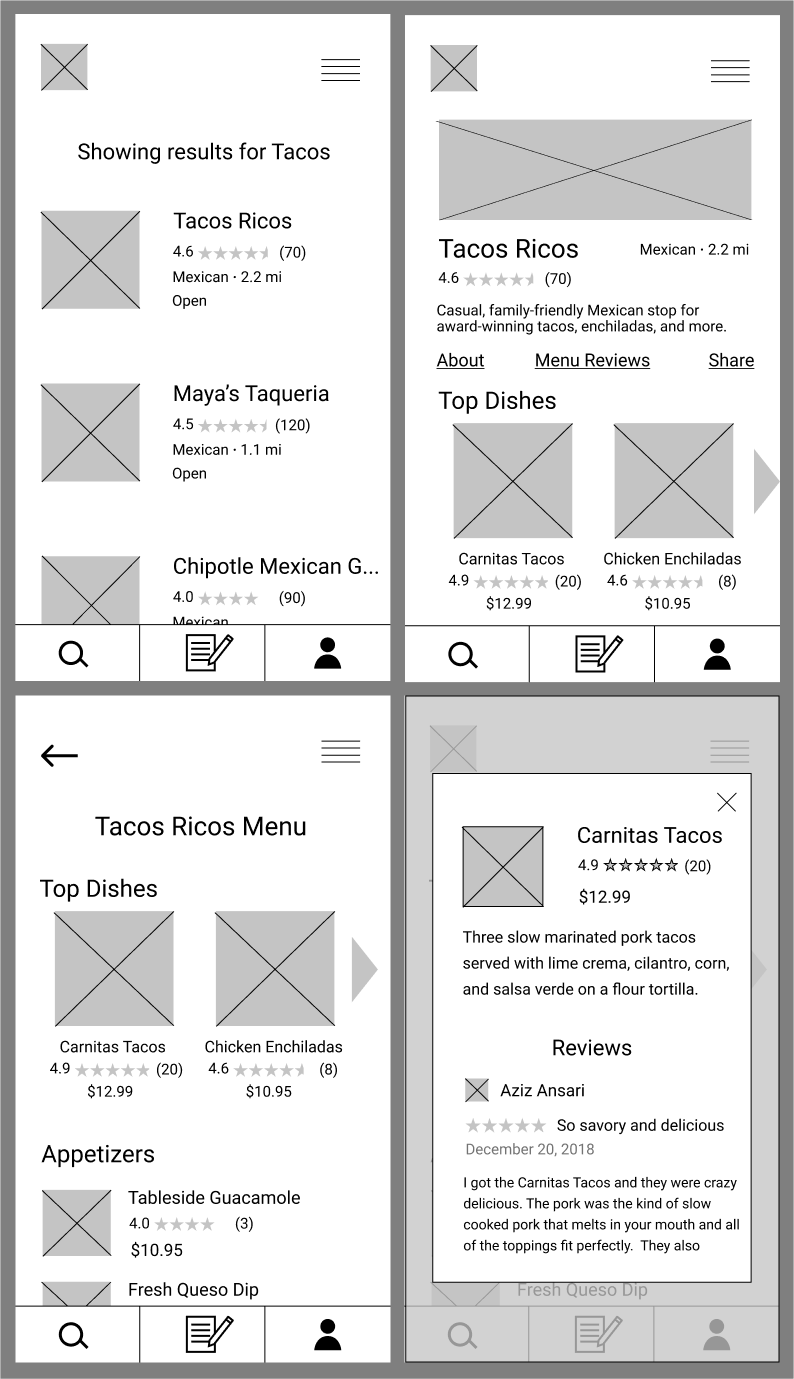 Showing results for Tacos
Tacos Ricos
4.6 (70)
Mexican · 2.2 mi
Open
Maya’s Taqueria
4.5 (120)
Mexican · 1.1 mi
Open
Chipotle Mexican G...
4.0 (90)
Mexican
Tacos Ricos Mexican · 2.2 mi
4.6 (70)
Casual, family-friendly Mexican stop for
award-winning tacos, enchiladas, and more.
About Menu Reviews Share
Top Dishes
Carnitas Tacos Chicken Enchiladas
4.9 (20) 4.6 (8)
$12.99 $10.95
Tacos Ricos Menu
Top Dishes
Carnitas Tacos Chicken Enchiladas
4.9 (20) 4.6 (8)
$12.99 $10.95
Appetizers
Tableside Guacamole
4.0 (3)
$10.95
Fresh Queso Dip
Carnitas Tacos
4.9 (20)
$12.99
Three slow marinated pork tacos
served with lime crema, cilantro, corn,
and salsa verde on a flour tortilla.
Reviews
Aziz Ansari
So savory and delicious
December 20, 2018
I got the Carnitas Tacos and they were crazy
delicious. The pork was the kind of slow
cooked pork that melts in your mouth and all
of the toppings fit perfectly. They also
Fresh Queso Dip